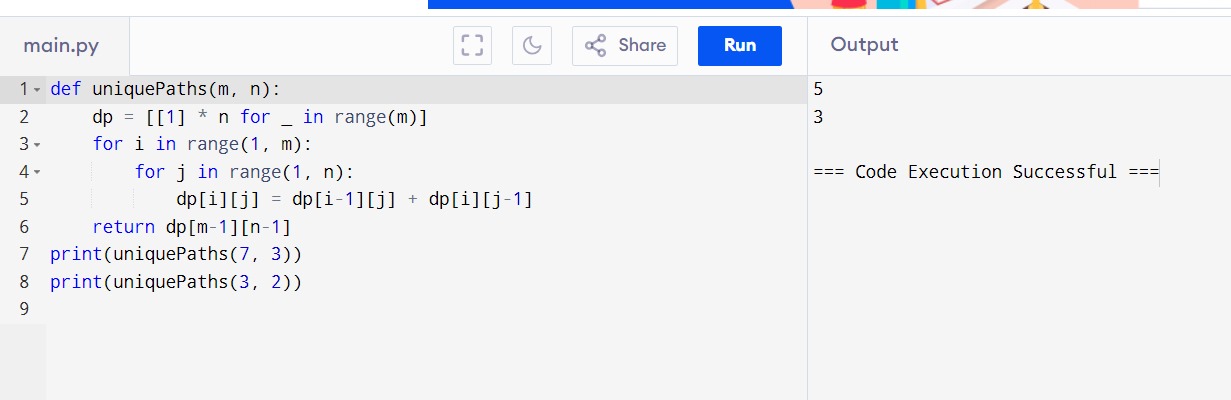 main.py
Share
Run
Output
1 def uniquePaths(m, n):
2     dp = [[1] * n for _ in range(m)]
3     for i in range(1, m):
4         for j in range(1, n):
5             dp[i][j] = dp[i-1][j] + dp[i][j-1]
6     return dp[m-1][n-1]
7 print(uniquePaths(7, 3))
8 print(uniquePaths(3, 2))
9
5
3
=== Code Execution Successful ===